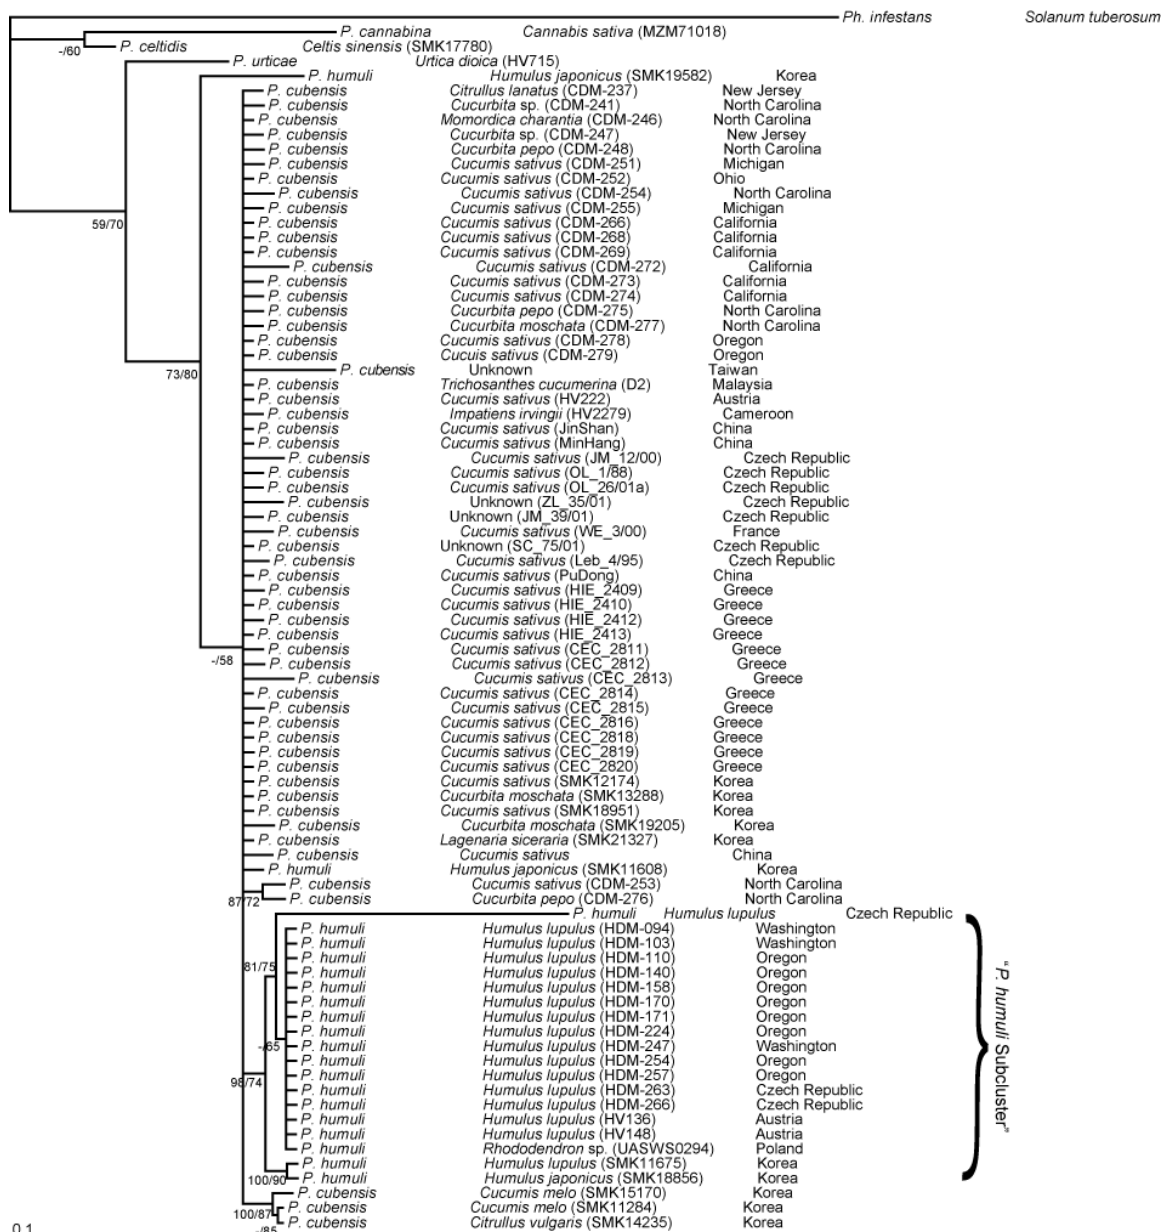 Ph. infestans Solanum tuberosum
P. cannabina Cannabis sativa (MZM71018)
-/60 P. celtidis Celtis sinensis (SMK17780)
P. urticae Urtica dioica (HV715)
P. humuli Humulus japonicus (SMK19582) Korea
P. cubensis Citrullus lanatus (CDM-237) New Jersey
P. cubensis Cucurbita sp. (CDM-241) North Carolina
P. cubensis Momordica charantia (CDM-246) North Carolina
P. cubensis Cucurbita sp. (CDM-247) New Jersey
P. cubensis Cucurbita pepo (CDM-248) North Carolina
P. cubensis Cucumis sativus (CDM-251) Michigan
P. cubensis Cucumis sativus (CDM-252) Ohio
P. cubensis Cucumis sativus (CDM-254) North Carolina
P. cubensis Cucumis sativus (CDM-255) Michigan
59/70 P. cubensis Cucumis sativus (CDM-266) California
P. cubensis Cucumis sativus (CDM-268) California
P. cubensis Cucumis sativus (CDM-269) California
P. cubensis Cucumis sativus (CDM-272) California
P. cubensis Cucumis sativus (CDM-273) California
P. cubensis Cucumis sativus (CDM-274) California
P. cubensis Cucurbita pepo (CDM-275) North Carolina
P. cubensis Cucurbita moschata (CDM-277) North Carolina
P. cubensis Cucumis sativus (CDM-278) Oregon
P. cubensis Cucuis sativus (CDM-279) Oregon
73/80 P. cubensis Unknown Taiwan
P. cubensis Trichosanthes cucumerina (D2) Malaysia
P. cubensis Cucumis sativus (HV222) Austria
P. cubensis Impatiens irvingii (HV2279) Cameroon
P. cubensis Cucumis sativus (JinShan) China
P. cubensis Cucumis sativus (MinHang) China
P. cubensis Cucumis sativus (JM_12/00) Czech Republic
P. cubensis Cucumis sativus (OL_1/88) Czech Republic
P. cubensis Cucumis sativus (OL_26/01a) Czech Republic
P. cubensis Unknown (ZL_35/01) Czech Republic
P. cubensis Unknown (JM_39/01) Czech Republic
P. cubensis Cucumis sativus (WE_3/00) France
P. cubensis Unknown (SC_75/01) Czech Republic
P. cubensis Cucumis sativus (Leb_4/95) Czech Republic
P. cubensis Cucumis sativus (PuDong) China
P. cubensis Cucumis sativus (HIE_2409) Greece
P. cubensis Cucumis sativus (HIE_2410) Greece
P. cubensis Cucumis sativus (HIE_2412) Greece
P. cubensis Cucumis sativus (HIE_2413) Greece
P. cubensis Cucumis sativus (CEC_2811) Greece
-/58 P. cubensis Cucumis sativus (CEC_2812) Greece
P. cubensis Cucumis sativus (CEC_2813) Greece
P. cubensis Cucumis sativus (CEC_2814) Greece
P. cubensis Cucumis sativus (CEC_2815) Greece
P. cubensis Cucumis sativus (CEC_2816) Greece
P. cubensis Cucumis sativus (CEC_2818) Greece
P. cubensis Cucumis sativus (CEC_2819) Greece
P. cubensis Cucumis sativus (CEC_2820) Greece
P. cubensis Cucumis sativus (SMK12174) Korea
P. cubensis Cucurbita moschata (SMK13288) Korea
P. cubensis Cucumis sativus (SMK18951) Korea
P. cubensis Cucurbita moschata (SMK19205) Korea
P. cubensis Lagenaria siceraria (SMK21327) Korea
P. cubensis Cucumis sativus China
P. humuli Humulus japonicus (SMK11608) Korea
P. cubensis Cucumis sativus (CDM-253) North Carolina
87/72 P. cubensis Cucurbita pepo (CDM-276) North Carolina
P. humuli Humulus lupulus Czech Republic
P. humuli Humulus lupulus (HDM-094) Washington
P. humuli Humulus lupulus (HDM-103) Washington
P. humuli Humulus lupulus (HDM-110) Oregon
81/75 P. humuli Humulus lupulus (HDM-140) Oregon
P. humuli Humulus lupulus (HDM-158) Oregon
P. humuli Humulus lupulus (HDM-170) Oregon
P. humuli Humulus lupulus (HDM-171) Oregon
P. humuli Humulus lupulus (HDM-224) Oregon
-/65 P. humuli Humulus lupulus (HDM-247) Washington
P. humuli Humulus lupulus (HDM-254) Oregon
98/74 P. humuli Humulus lupulus (HDM-257) Oregon
P. humuli Humulus lupulus (HDM-263) Czech Republic
P. humuli Humulus lupulus (HDM-266) Czech Republic
P. humuli Humulus lupulus (HV136) Austria
P. humuli Humulus lupulus (HV148) Austria
P. humuli Rhododendron sp. (UASWS0294) Poland
P. humuli Humulus lupulus (SMK11675) Korea
100/90 P. humuli Humulus japonicus (SMK18856) Korea
P. cubensis Cucumis melo (SMK15170) Korea
100/87 P. cubensis Cucumis melo (SMK11284) Korea
-/85 P. cubensis Citrullus vulgaris (SMK14235) Korea
0.1
"P. humuli Subcluster"